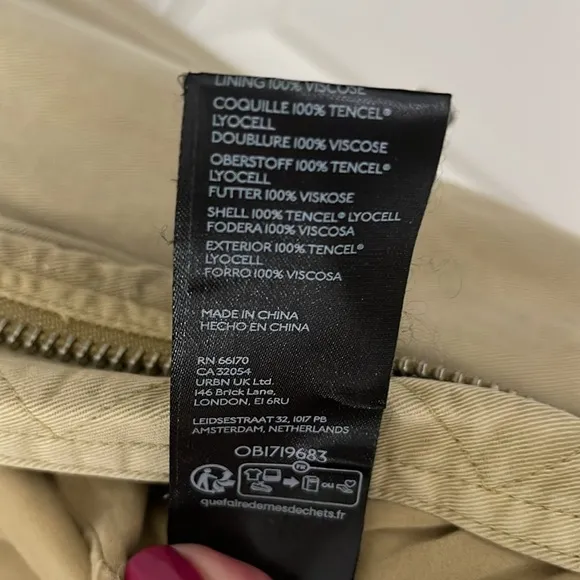 LINING 100% VISCOSE
COQUILLE 100% TENCEL®
LYOCELL
DOUBLURE 100% VISCOSE
OBERSTOFF 100% TENCEL®
LYOCELL
FUTTER 100% VISKOSE
SHELL 100% TENCEL® LYOCELL
FODERA 100% VISCOSA
EXTERIOR 100% TENCEL®
LYOCELL
FORRO 100% VISCOSA
MADE IN CHINA
HECHO EN CHINA
RN 66170
CA 32054
URBN UK Ltd.
146 Brick Lane,
LONDON, E1 6RU
LEIDSESTRAAT 32, 1017 PB
AMSTERDAM, NETHERLANDS
OB1719683
FR
OU
quefairedemesdechets.fr